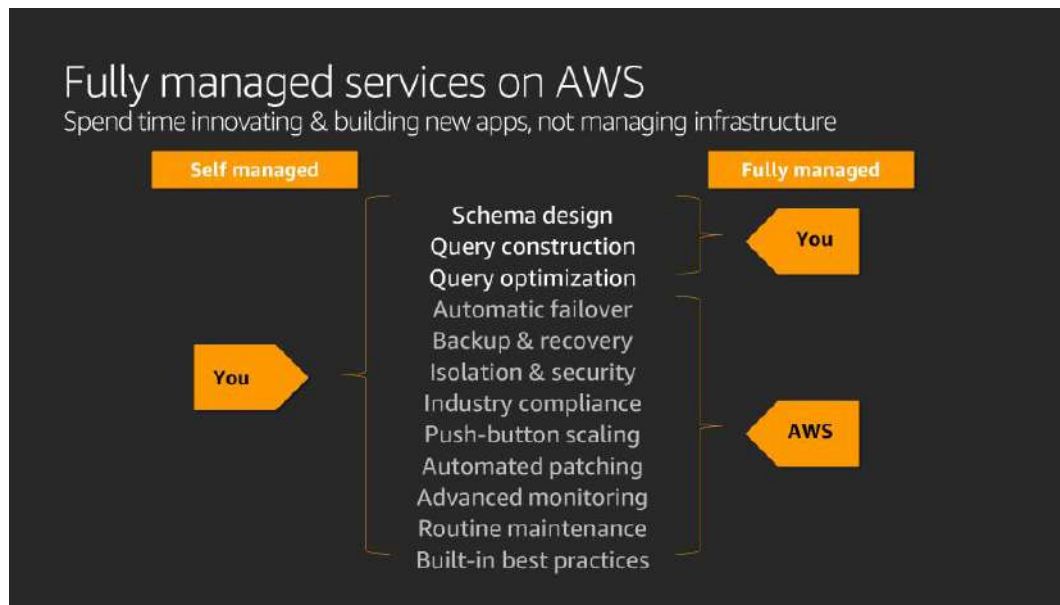 Fully managed services on AWS
Spend time innovating & building new apps, not managing infrastructure
Self managed
Fully managed
Schema design
Query construction
Query optimization
Automatic failover
Backup & recovery
Isolation & security
Industry compliance
Push-button scaling
Automated patching
Advanced monitoring
Routine maintenance
Built-in best practices
You
You
AWS